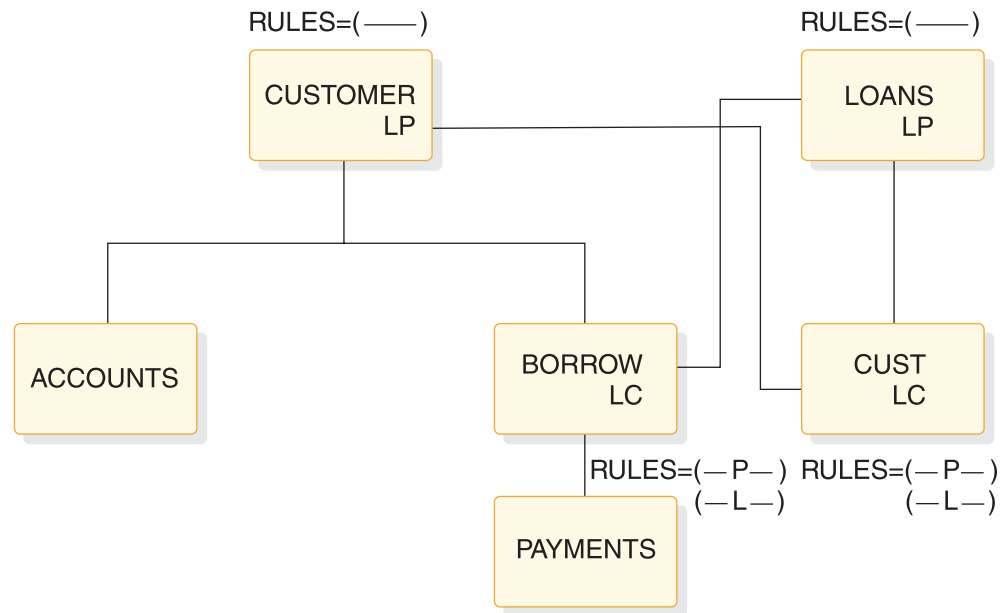 RULES=( — )
RULES=( — )
CUSTOMER
LP
LOANS
LP
ACCOUNTS
BORROW
LC
CUST
LC
RULES=(—P—)
(—L—)
RULES=(—P—)
(—L—)
PAYMENTS